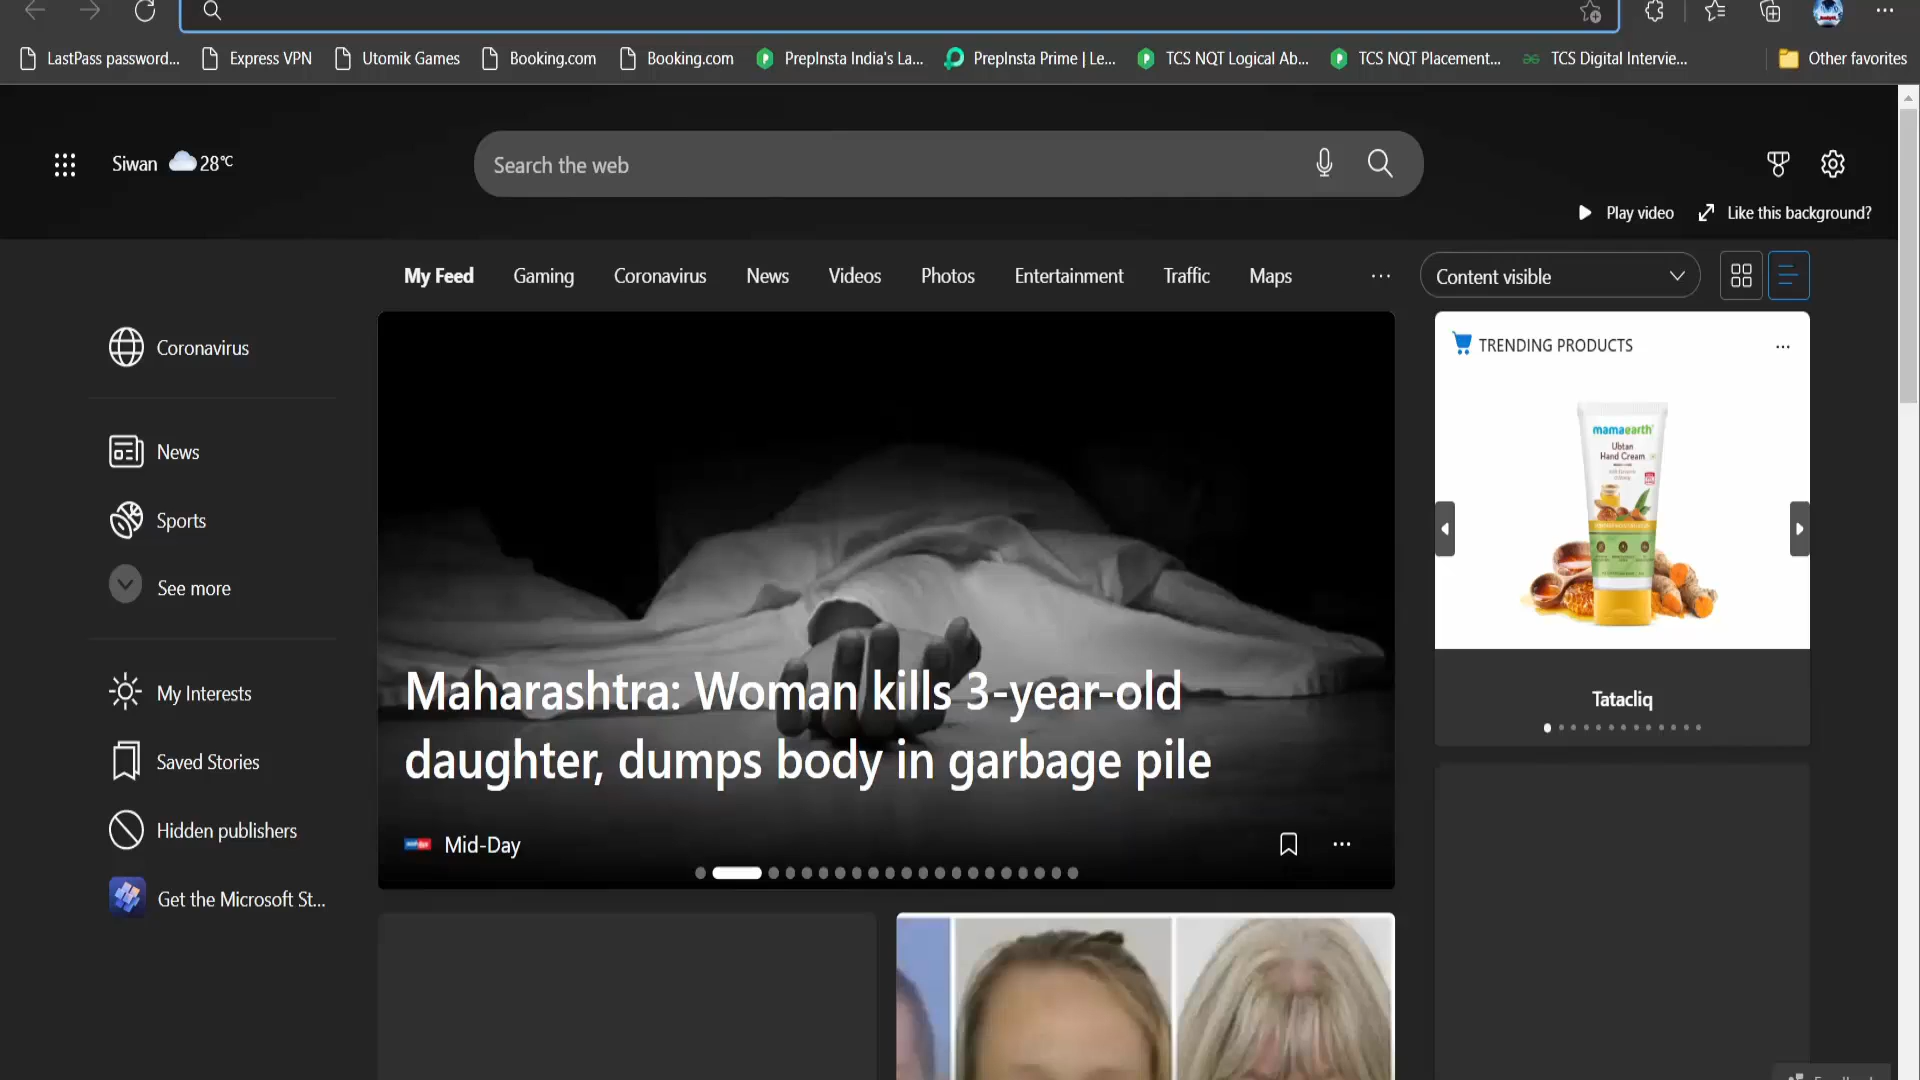 LastPass password...
Express VPN
Utomik Games
Booking.com
Booking.com
PrepInsta India's La...
PrepInsta Prime | Le...
TCS NQT Logical Ab...
TCS NQT Placement...
TCS Digital Intervie...
Other favorites
Siwan 28°C
Search the web
Play video
Like this background?
My Feed
Gaming
Coronavirus
News
Videos
Photos
Entertainment
Traffic
Maps
Content visible
Coronavirus
News
Sports
See more
My Interests
Saved Stories
Hidden publishers
Get the Microsoft St...
Maharashtra: Woman kills 3-year-old
daughter, dumps body in garbage pile
Mid-Day
TRENDING PRODUCTS
mamaearth
Ubtan
Hand Cream
Tatacliq